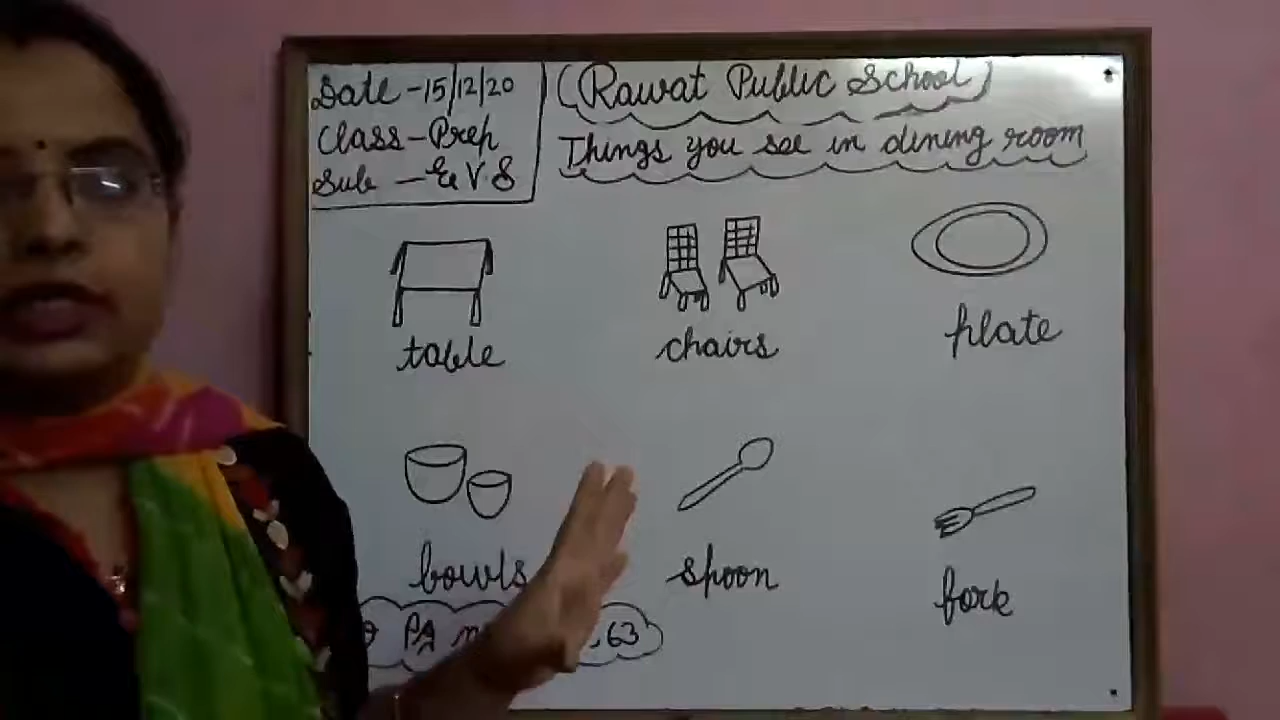 Date - 15/12/20
Class - Prep
Sub - E V S
(Rawat Public School)
Things you see in dining room
table
chairs
plate
bowls
spoon
fork
63